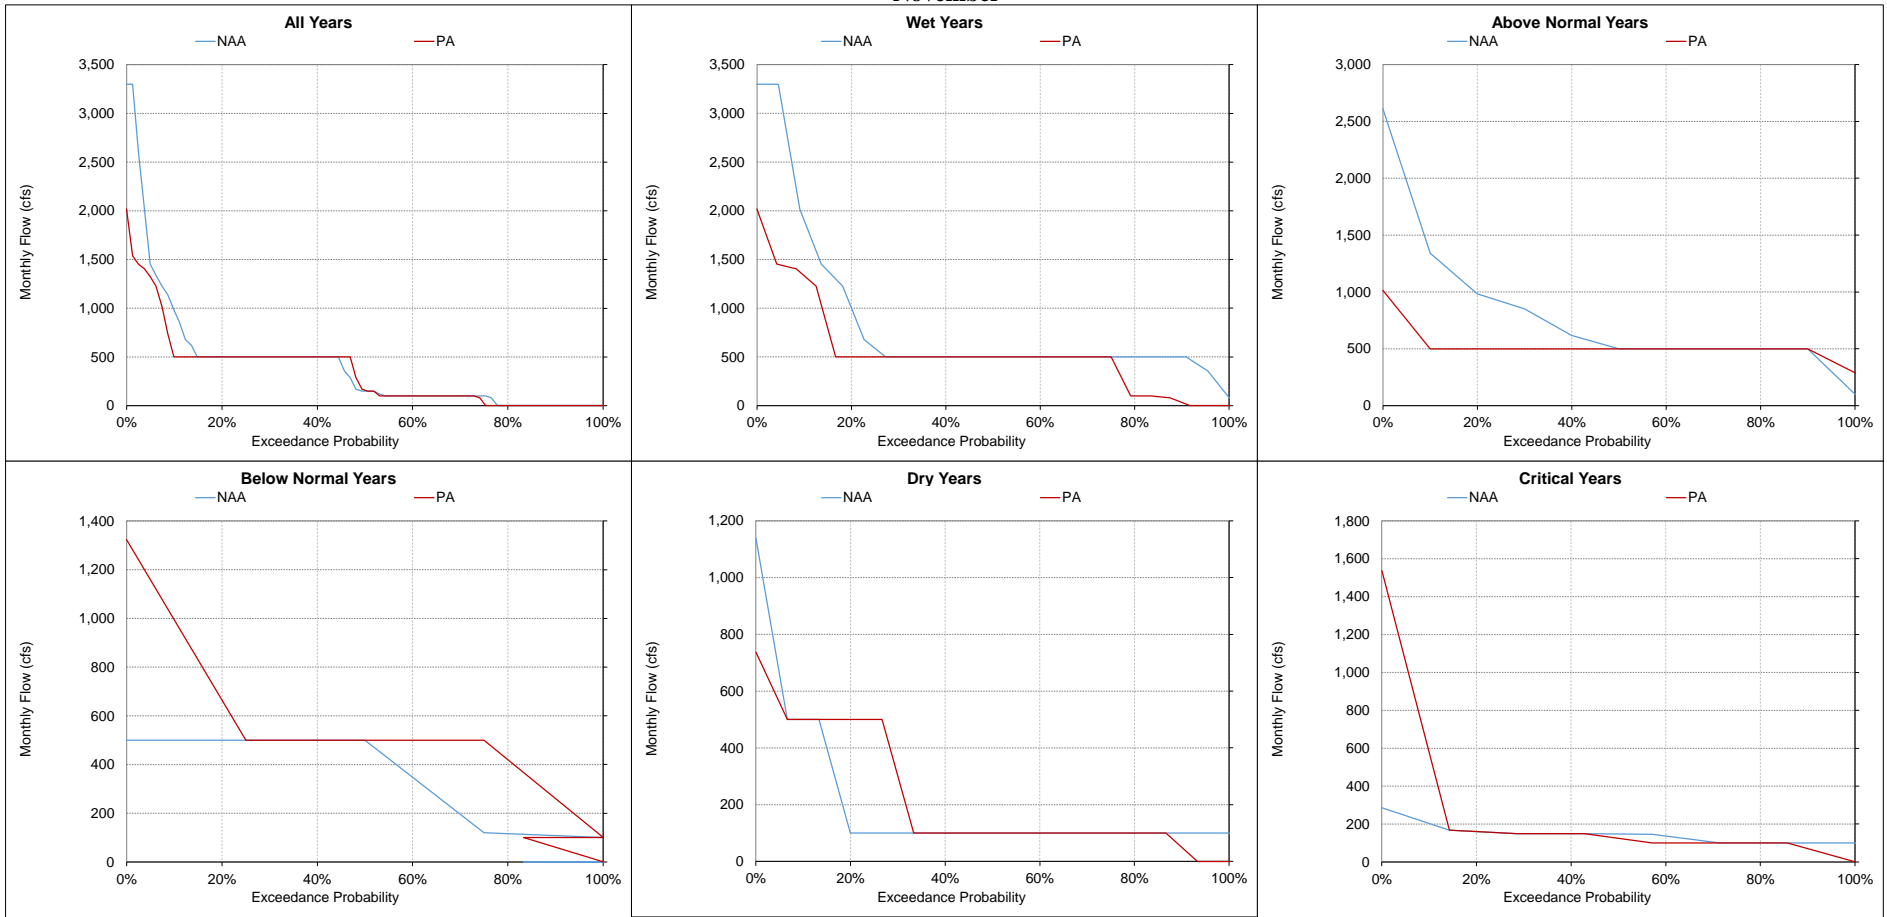 All Years
NAA PA
3,500
3,000
2,500
2,000
1,500
1,000
500
0
Monthly Flow (cfs)
0% 20% 40% 60% 80% 100%
Exceedance Probability
Wet Years
NAA PA
3,500
3,000
2,500
2,000
1,500
1,000
500
0
Monthly Flow (cfs)
0% 20% 40% 60% 80% 100%
Exceedance Probability
Above Normal Years
NAA PA
3,000
2,500
2,000
1,500
1,000
500
0
Monthly Flow (cfs)
0% 20% 40% 60% 80% 100%
Exceedance Probability
Below Normal Years
NAA PA
1,400
1,200
1,000
800
600
400
200
0
Monthly Flow (cfs)
0% 20% 40% 60% 80% 100%
Exceedance Probability
Dry Years
NAA PA
1,200
1,000
800
600
400
200
0
Monthly Flow (cfs)
0% 20% 40% 60% 80% 100%
Exceedance Probability
Critical Years
NAA PA
1,800
1,600
1,400
1,200
1,000
800
600
400
200
0
Monthly Flow (cfs)
0% 20% 40% 60% 80% 100%
Exceedance Probability